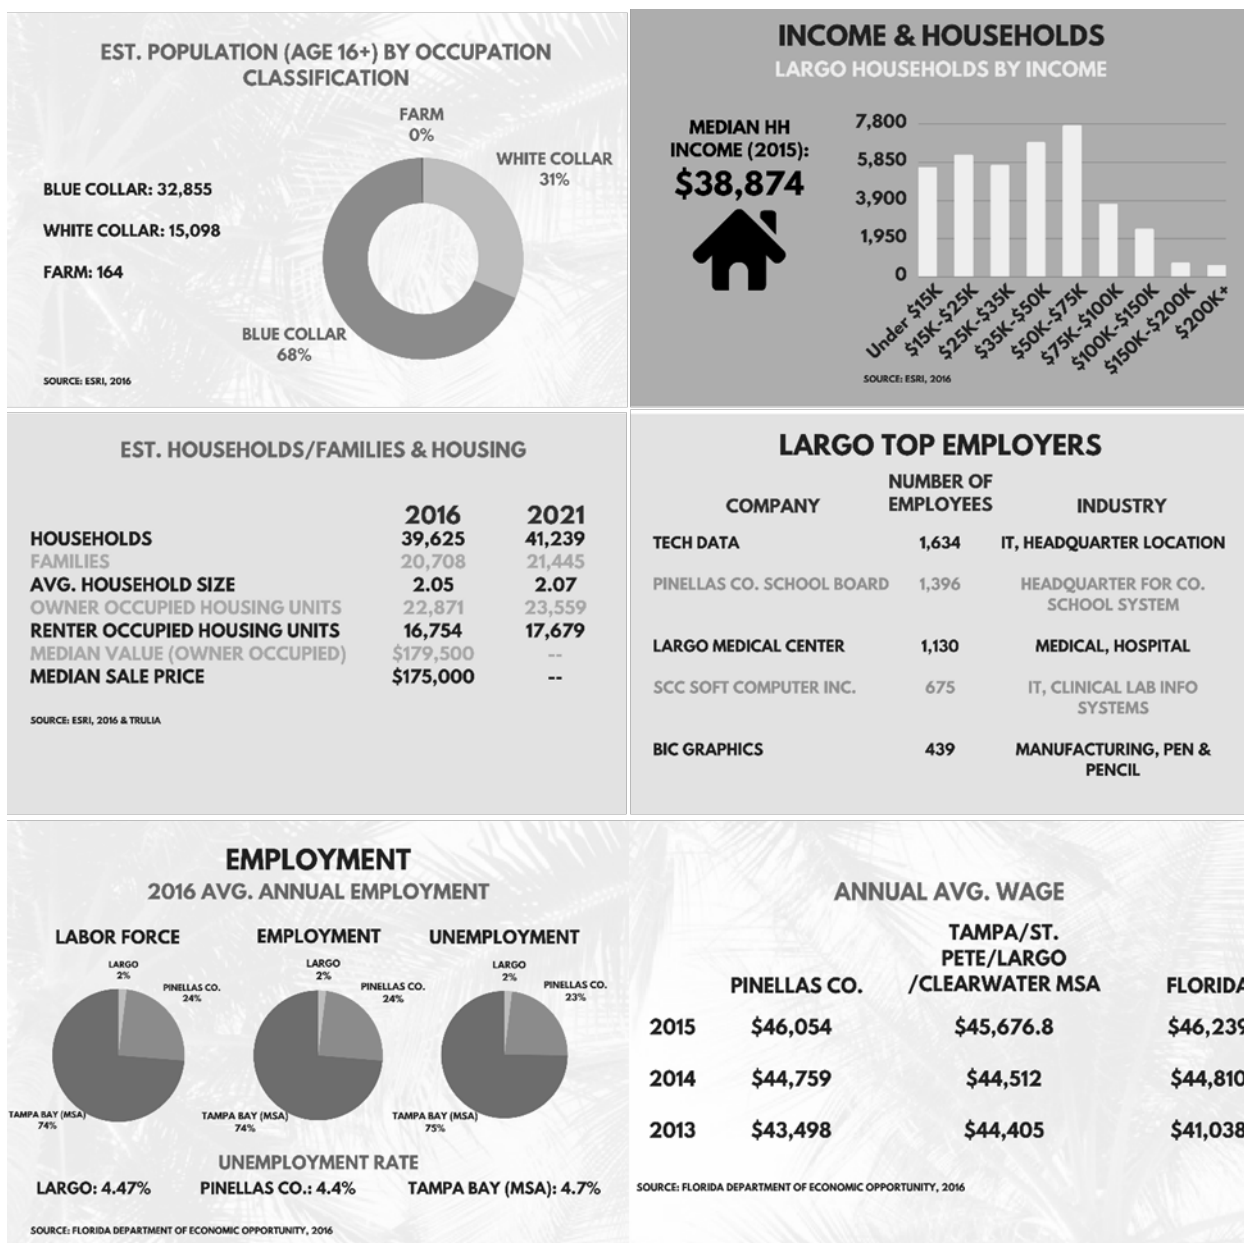 EST. POPULATION (AGE 16+) BY OCCUPATION
CLASSIFICATION
FARM
0%
WHITE COLLAR
31%
BLUE COLLAR: 32,855
WHITE COLLAR: 15,098
FARM: 164
BLUE COLLAR
68%
SOURCE: ESRI, 2016
INCOME & HOUSEHOLDS
LARGO HOUSEHOLDS BY INCOME
MEDIAN HH
INCOME (2015):
$38,874
7,800
5,850
3,900
1,950
0
Under $15K
$15K-$25K
$25K-$35K
$35K-$50K
$50K-$75K
$75K-$100K
$100K-$150K
$150K-$200K
$200K+
SOURCE: ESRI, 2016
EST. HOUSEHOLDS/FAMILIES & HOUSING
2016 2021
HOUSEHOLDS 39,625 41,239
FAMILIES 20,708 21,445
AVG. HOUSEHOLD SIZE 2.05 2.07
OWNER OCCUPIED HOUSING UNITS 22,871 23,559
RENTER OCCUPIED HOUSING UNITS 16,754 17,679
MEDIAN VALUE (OWNER OCCUPIED) $179,500 --
MEDIAN SALE PRICE $175,000 --
SOURCE: ESRI, 2016 & TRULIA
LARGO TOP EMPLOYERS
COMPANY NUMBER OF EMPLOYEES INDUSTRY
TECH DATA 1,634 IT, HEADQUARTER LOCATION
PINELLAS CO. SCHOOL BOARD 1,396 HEADQUARTER FOR CO.
SCHOOL SYSTEM
LARGO MEDICAL CENTER 1,130 MEDICAL, HOSPITAL
SCC SOFT COMPUTER INC. 675 IT, CLINICAL LAB INFO
SYSTEMS
BIC GRAPHICS 439 MANUFACTURING, PEN &
PENCIL
EMPLOYMENT
2016 AVG. ANNUAL EMPLOYMENT
LABOR FORCE
LARGO
2%
PINELLAS CO.
24%
TAMPA BAY (MSA)
74%
EMPLOYMENT
LARGO
2%
PINELLAS CO.
24%
TAMPA BAY (MSA)
74%
UNEMPLOYMENT
LARGO
2%
PINELLAS CO.
23%
TAMPA BAY (MSA)
75%
UNEMPLOYMENT RATE
LARGO: 4.47% PINELLAS CO.: 4.4% TAMPA BAY (MSA): 4.7%
SOURCE: FLORIDA DEPARTMENT OF ECONOMIC OPPORTUNITY, 2016
ANNUAL AVG. WAGE
TAMPA/ST.
PETE/LARGO
PINELLAS CO. /CLEARWATER MSA FLORIDA
2015 $46,054 $45,676.8 $46,239
2014 $44,759 $44,512 $44,810
2013 $43,498 $44,405 $41,038
SOURCE: FLORIDA DEPARTMENT OF ECONOMIC OPPORTUNITY, 2016